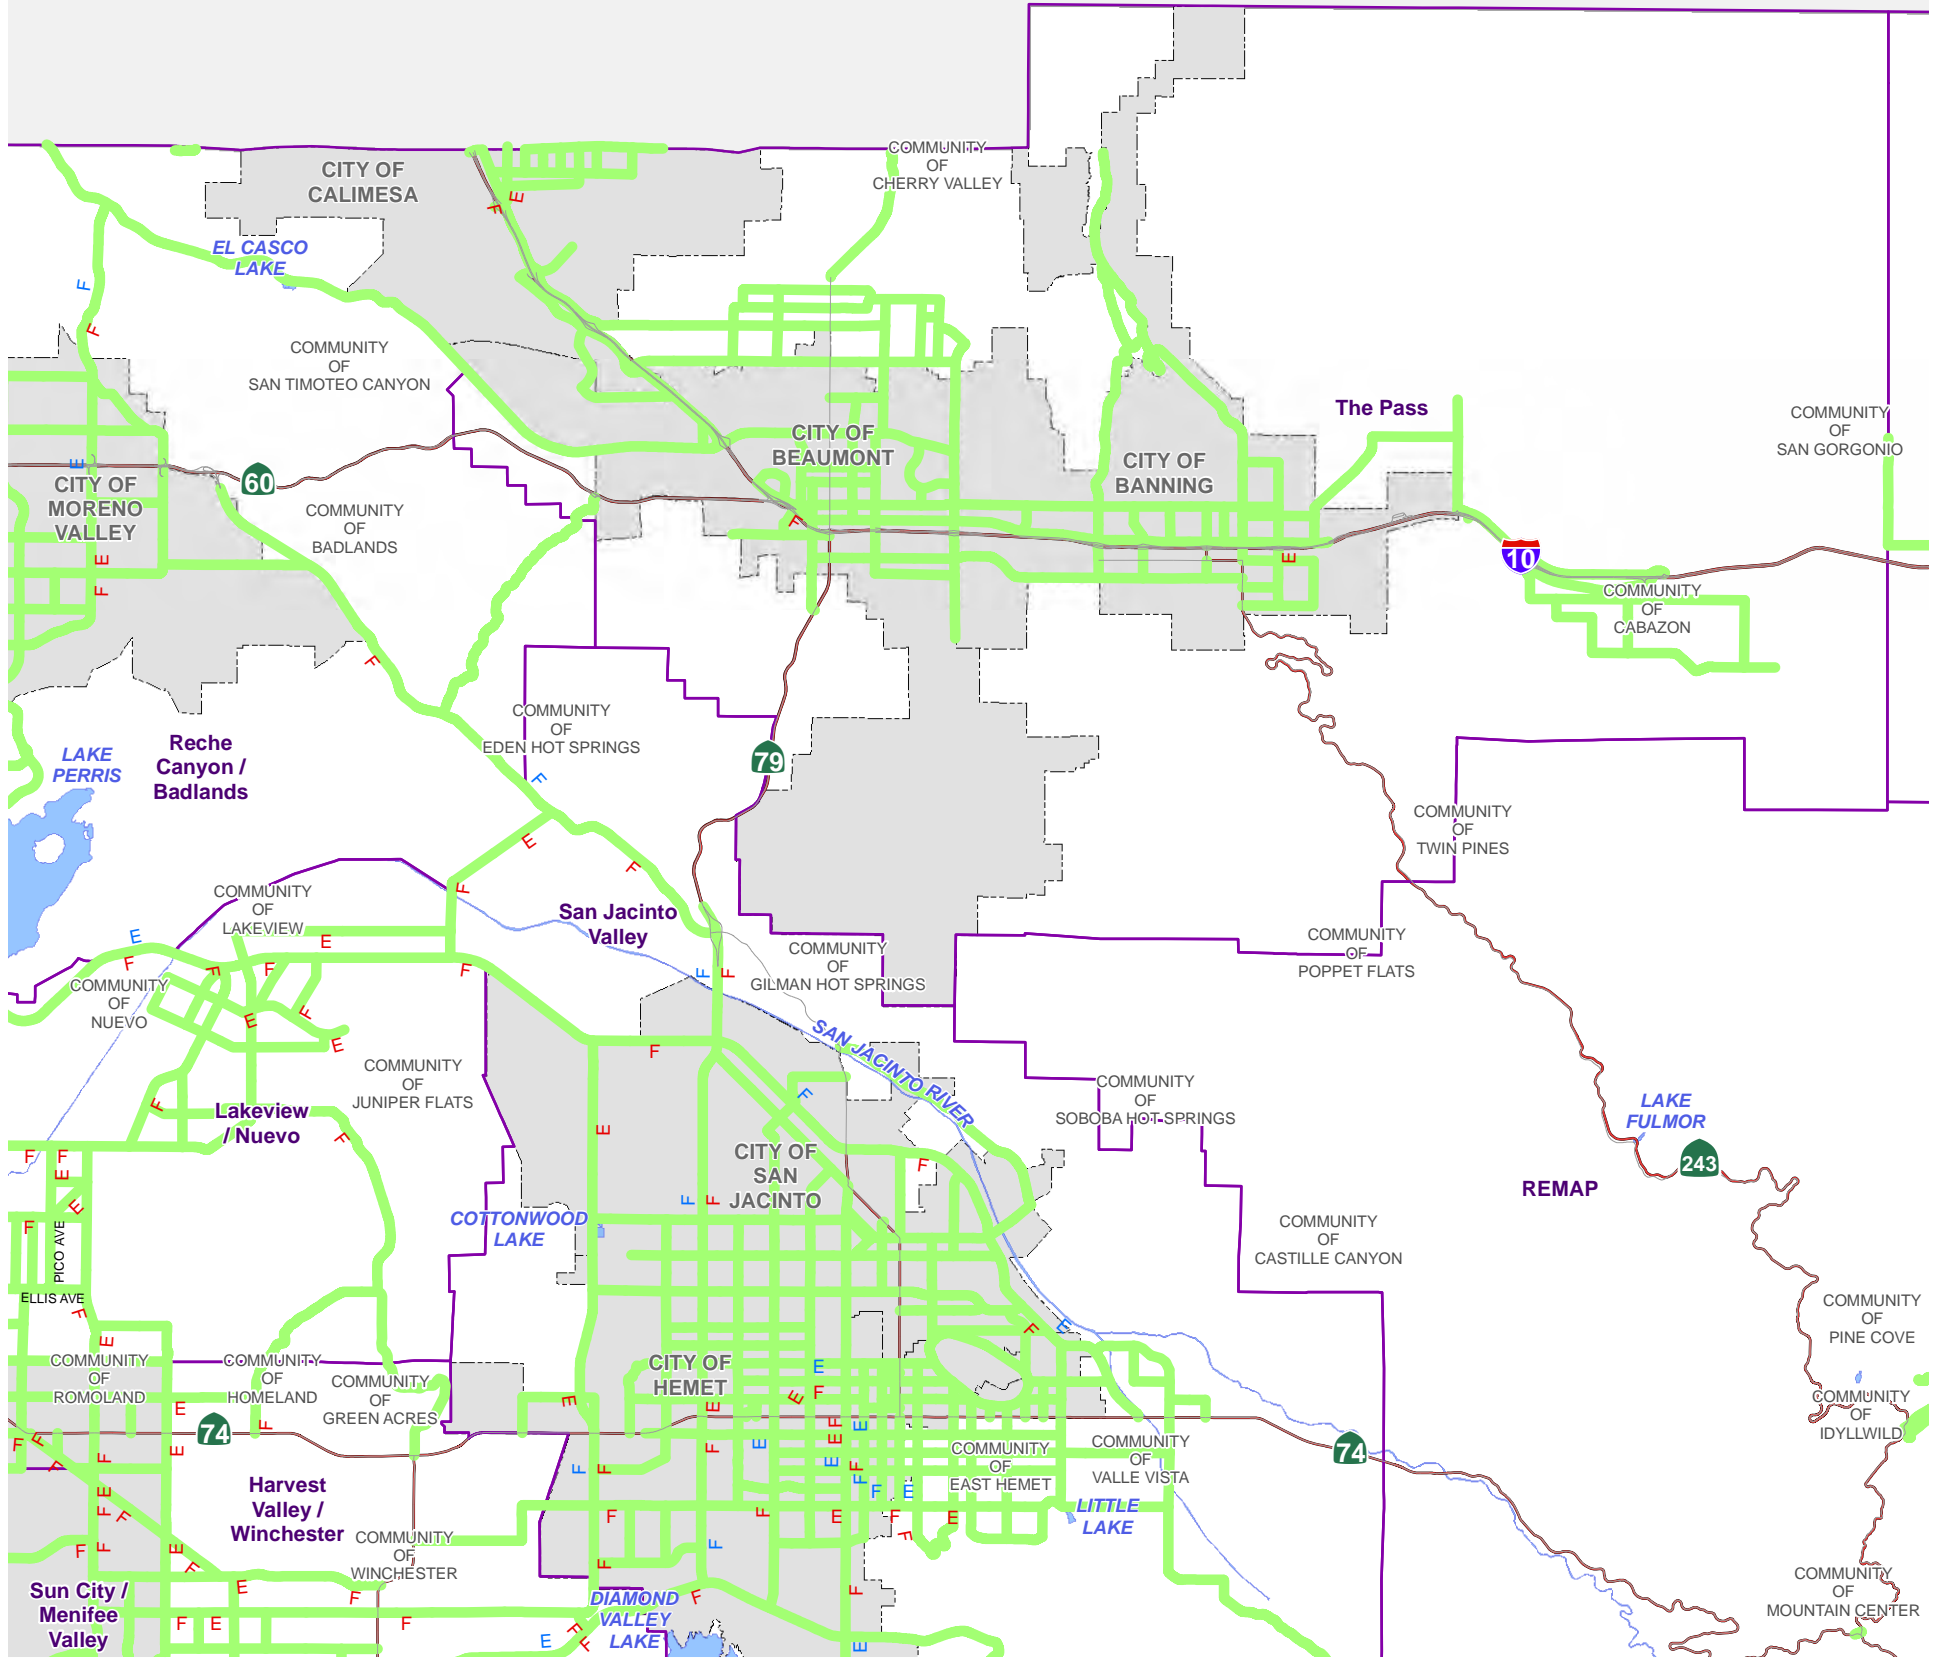 CITY OF
CALIMESA
COMMUNITY
OF
CHERRY VALLEY
F
E
EL CASCO
LAKE
F
F
COMMUNITY
OF
SAN TIMOTEO CANYON
The Pass
COMMUNITY
OF
SAN GORGONIO
CITY OF
BEAUMONT
CITY OF
BANNING
E
60
CITY OF
MORENO
VALLEY
COMMUNITY
OF
BADLANDS
F
E
10
E
F
COMMUNITY
OF
CABAZON
F
COMMUNITY
OF
EDEN HOT SPRINGS
LAKE
PERRIS
Reche
Canyon /
Badlands
79
F
COMMUNITY
OF
TWIN PINES
E
F
F
COMMUNITY
OF
LAKEVIEW
San Jacinto
Valley
E
E
F
F
F
F
COMMUNITY
OF
POPPET FLATS
COMMUNITY
OF
GILMAN HOT SPRINGS
F
F
COMMUNITY
OF
NUEVO
E
F
E
F
SAN JACINTO RIVER
COMMUNITY
OF
JUNIPER FLATS
COMMUNITY
OF
SOBOBA HOT SPRINGS
F
F
Lakeview
/ Nuevo
F
E
LAKE
FULMOR
243
CITY OF
SAN
JACINTO
F
F
F
E
F
F
REMAP
E
F
PICO AVE
COTTONWOOD
LAKE
COMMUNITY
OF
CASTILLE CANYON
ELLIS AVE
F
E
COMMUNITY
OF
PINE COVE
F
E
COMMUNITY
OF
ROMOLAND
COMMUNITY
OF
HOMELAND
COMMUNITY
OF
GREEN ACRES
CITY OF
HEMET
E
E
F
COMMUNITY
OF
IDYLLWILD
E
F
E
E
74
F
F
F
E
F
E
E
F
E
COMMUNITY
OF
EAST HEMET
COMMUNITY
OF
VALLE VISTA
74
F
F
F
F
E
F
F
F
E
Harvest
Valley /
Winchester
E
F
F
F
F
E
F
E
F
LITTLE
LAKE
COMMUNITY
OF
WINCHESTER
F
F
E
F
F
F
Sun City /
Menifee
Valley
E
F
F
F
DIAMOND
VALLEY
LAKE
COMMUNITY
OF
MOUNTAIN CENTER
F
E
F
E
F
F
E